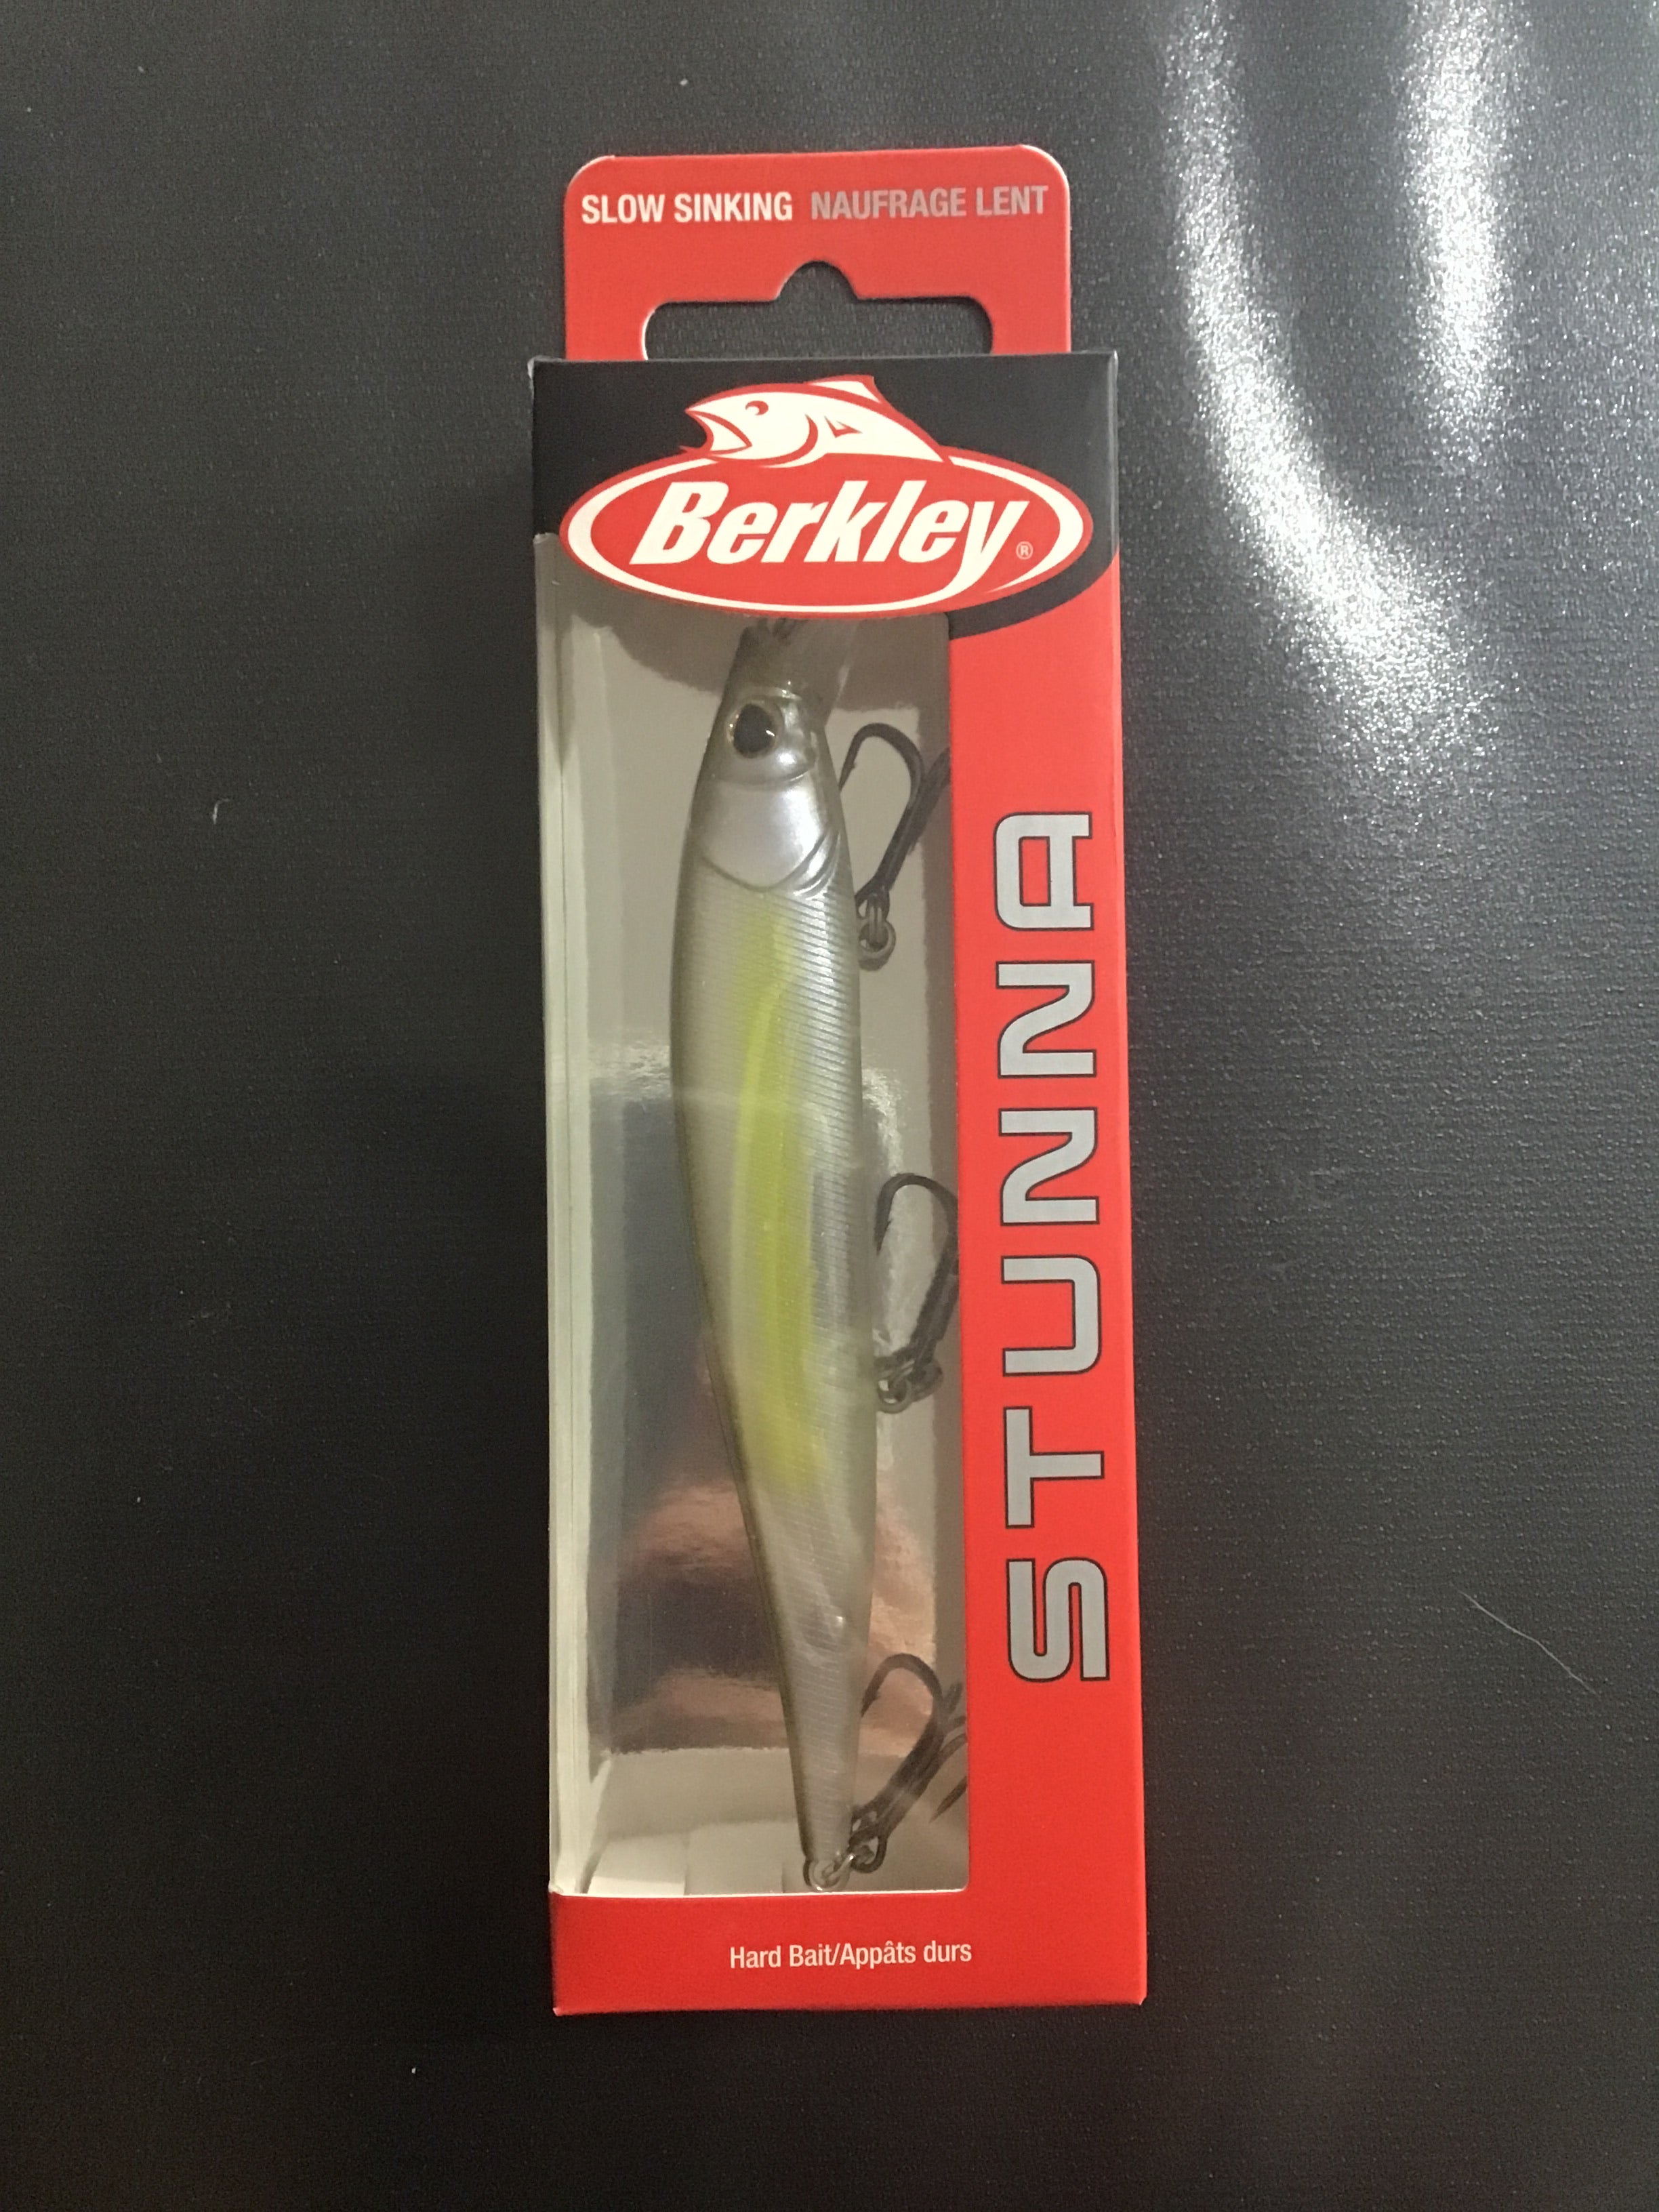 SLOW SINKING NAUFRAGE LENT
Berkley®
STUNNA
Hard Bait/Appâts durs